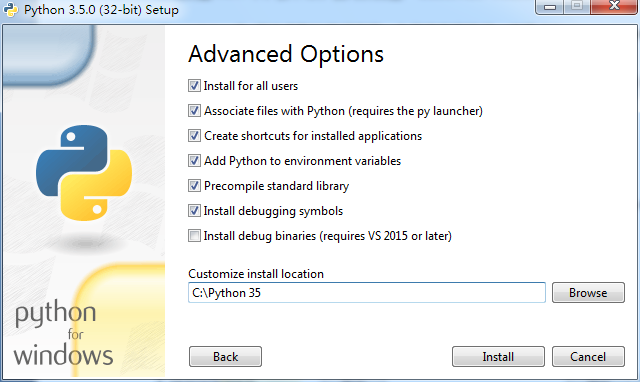 Python 3.5.0 (32-bit) Setup
Advanced Options
Install for all users
Associate files with Python (requires the py launcher)
Create shortcuts for installed applications
Add Python to environment variables
Precompile standard library
Install debugging symbols
Install debug binaries (requires VS 2015 or later)
Customize install location
C:\Python 35
Browse
python
for
windows
Back
Install
Cancel